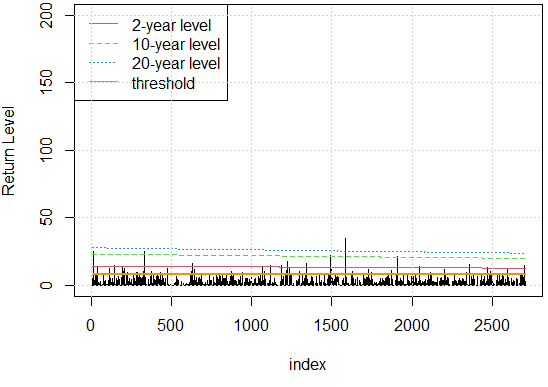 2-year level
10-year level
20-year level
threshold
Return Level
0
50
100
150
200
0 500 1000 1500 2000 2500
index